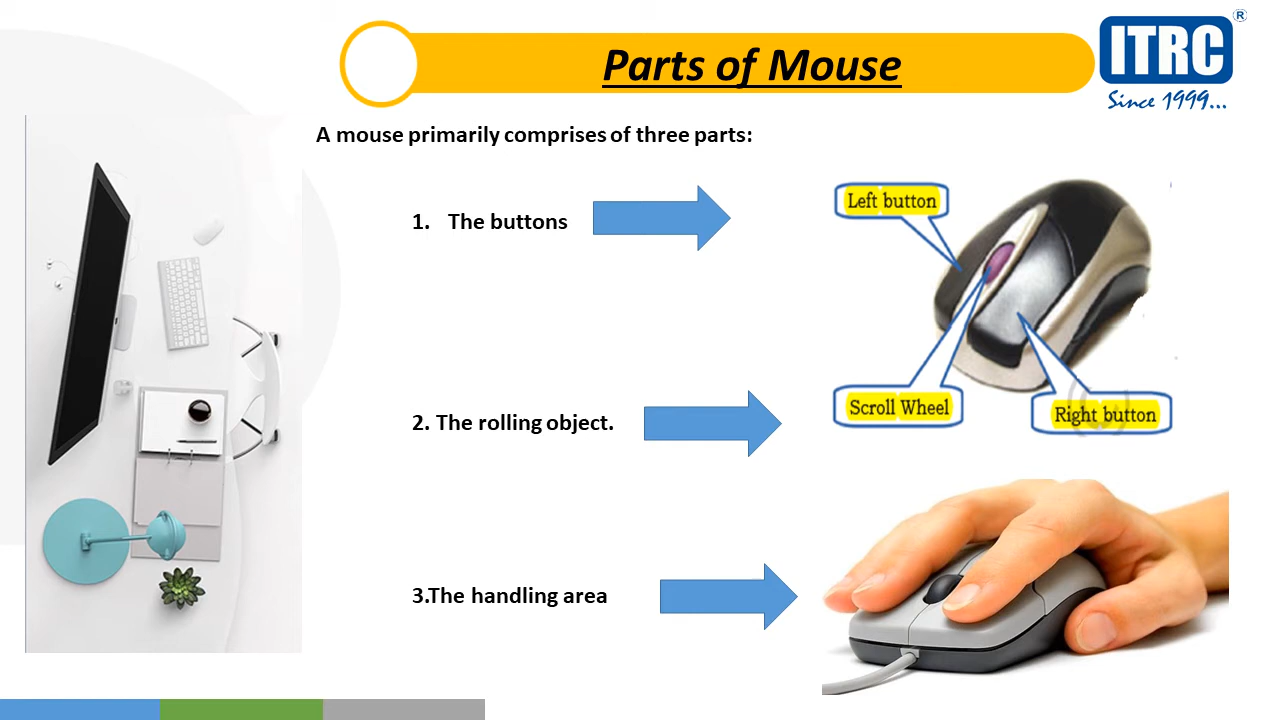 Parts of Mouse
ITRC
®
Since 1999...
A mouse primarily comprises of three parts:
1. The buttons
Left button
2. The rolling object.
Scroll Wheel
Right button
3.The handling area